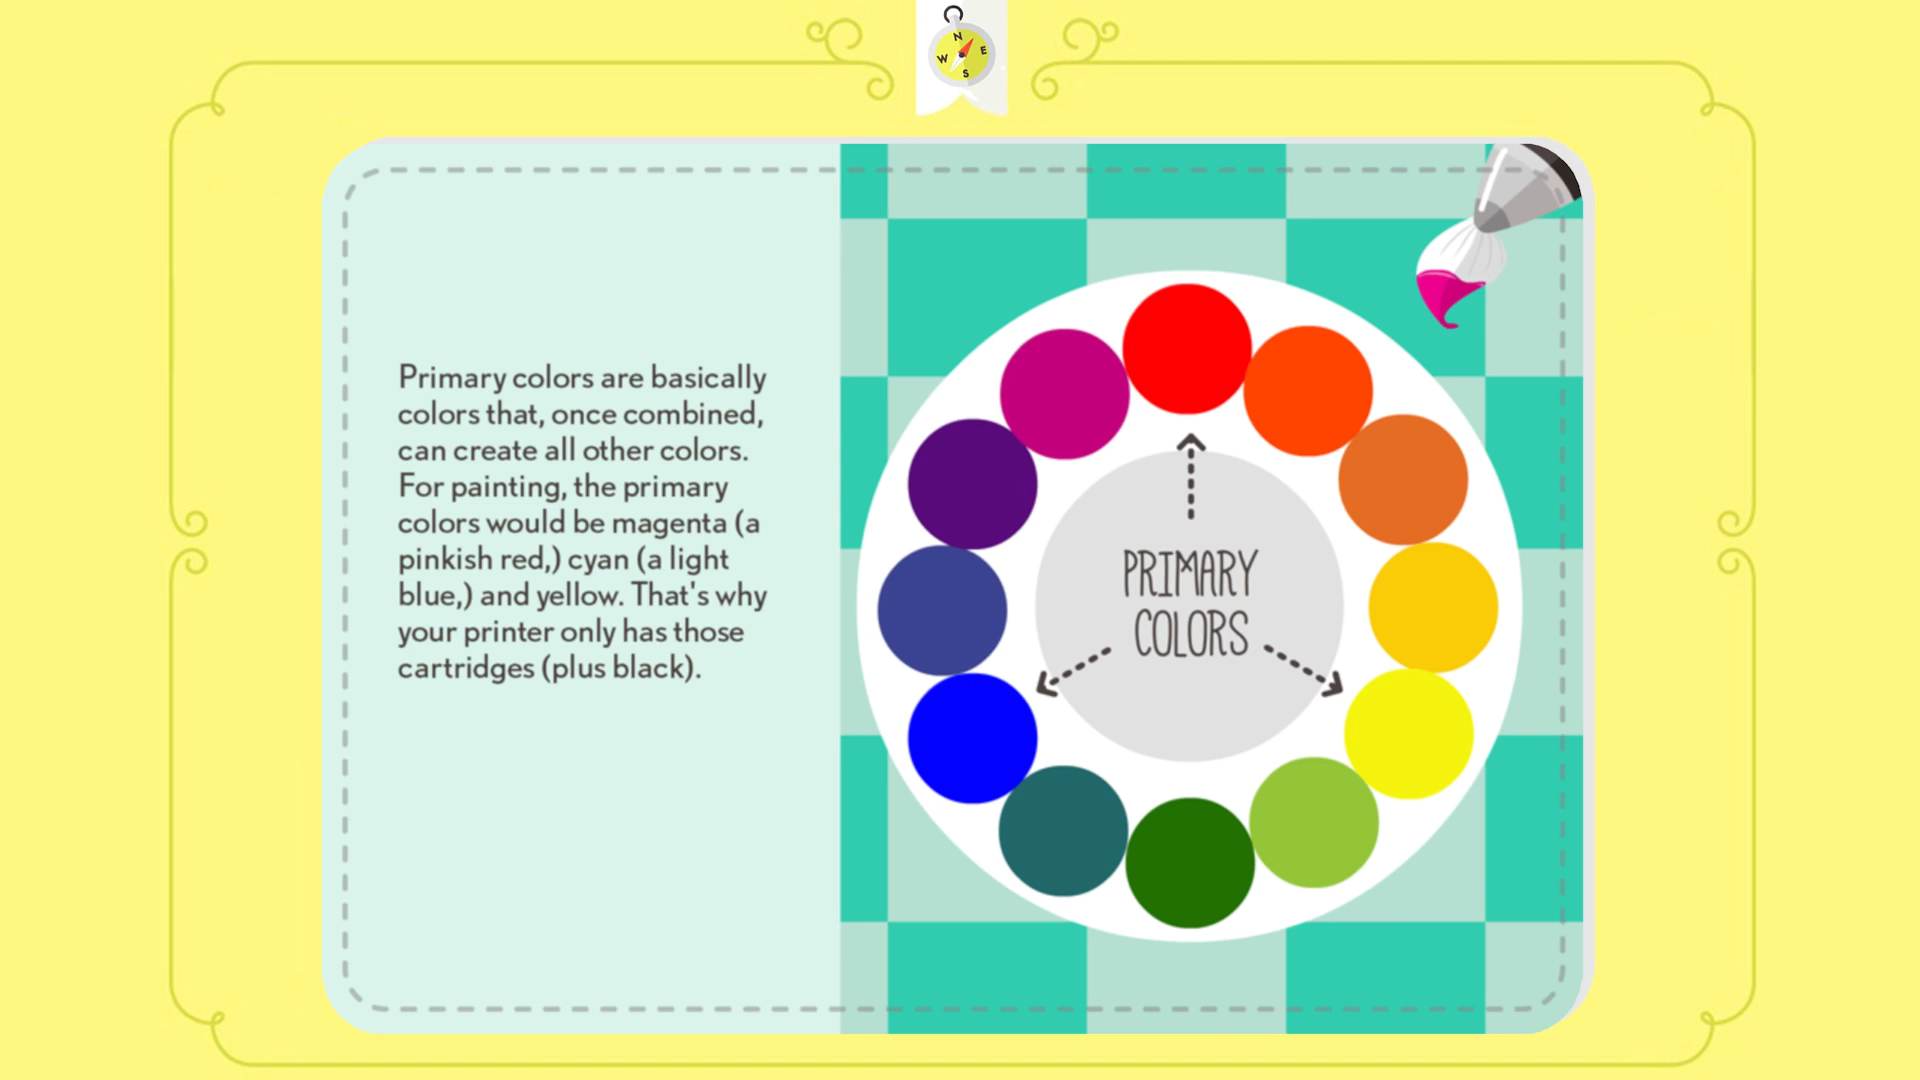 N
W E
S
Primary colors are basically
colors that, once combined,
can create all other colors.
For painting, the primary
colors would be magenta (a
pinkish red,) cyan (a light
blue,) and yellow. That's why
your printer only has those
cartridges (plus black).
PRIMARY
COLORS